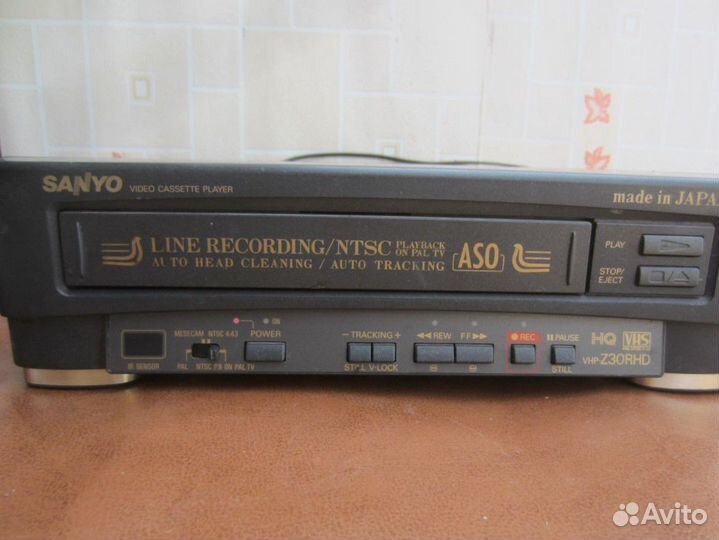 SANYO VIDEO CASSETTE PLAYER
made in JAPA
LINE RECORDING/NTSC PLAYBACK ON PAL TV ASO
AUTO HEAD CLEANING / AUTO TRACKING
PLAY
STOP/EJECT
MESECAM NTSC 4.43
ON
POWER
IR SENSOR
PAL NTSC P.B ON PAL TV
– TRACKING +
STILL V-LOCK
◀◀ REW FF ▶▶
● REC
▮▮ PAUSE
STILL
HQ VHS
VHP-Z30RHD
Avito